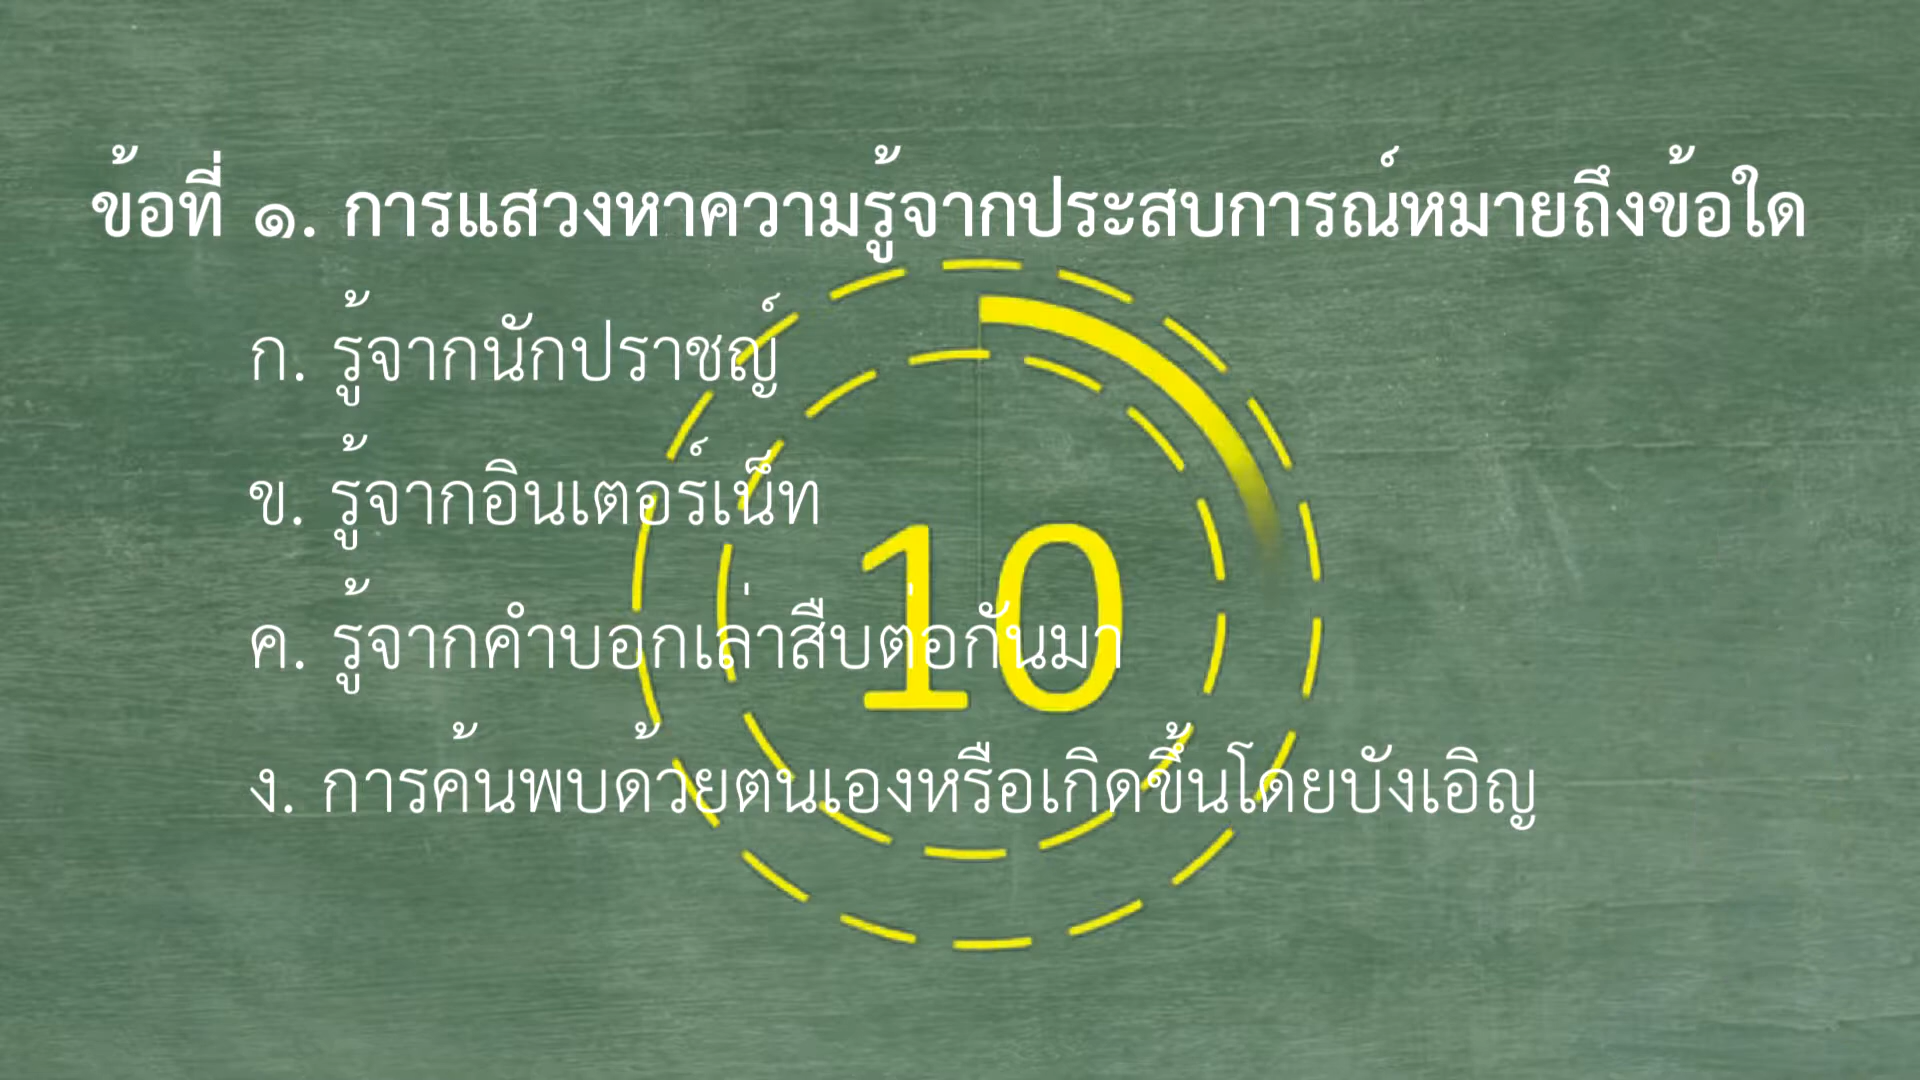 ข้อที่ ๑. การแสวงหาความรู้จากประสบการณ์หมายถึงข้อใด
ก. รู้จากนักปราชญ์
ข. รู้จากอินเตอร์เน็ท
10
ค. รู้จากคำบอกเล่าสืบต่อกันมา
ง. การค้นพบด้วยตนเองหรือเกิดขึ้นโดยบังเอิญ